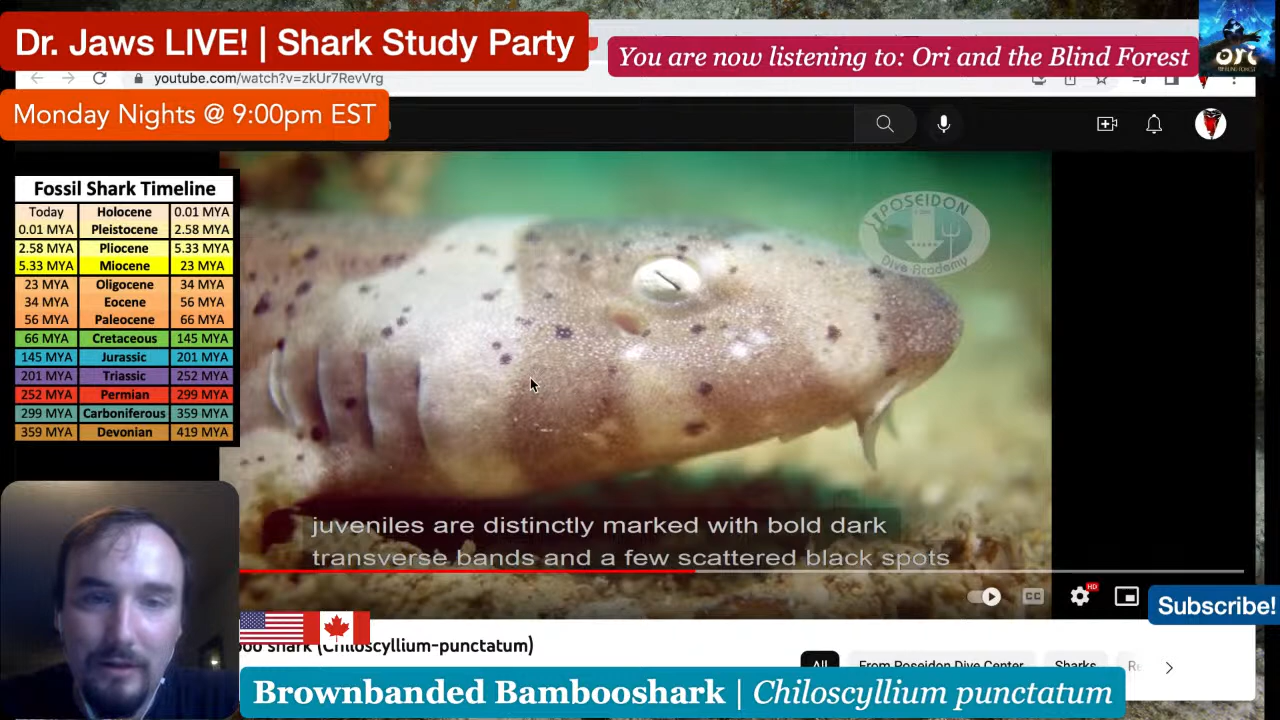 Dr. Jaws LIVE! | Shark Study Party
You are now listening to: Ori and the Blind Forest
ori
youtube.com/watch?v=zkUr7RevVrg
Monday Nights @ 9:00pm EST
POSEIDON
Dive Academy
Fossil Shark Timeline
Today Holocene 0.01 MYA
0.01 MYA Pleistocene 2.58 MYA
2.58 MYA Pliocene 5.33 MYA
5.33 MYA Miocene 23 MYA
23 MYA Oligocene 34 MYA
34 MYA Eocene 56 MYA
56 MYA Paleocene 66 MYA
66 MYA Cretaceous 145 MYA
145 MYA Jurassic 201 MYA
201 MYA Triassic 252 MYA
252 MYA Permian 299 MYA
299 MYA Carboniferous 359 MYA
359 MYA Devonian 419 MYA
juveniles are distinctly marked with bold dark
transverse bands and a few scattered black spots
CC
HD
Subscribe!
shark (Chiloscyllium-punctatum)
All From Poseidon Dive Center Sharks
Brownbanded Bambooshark | Chiloscyllium punctatum